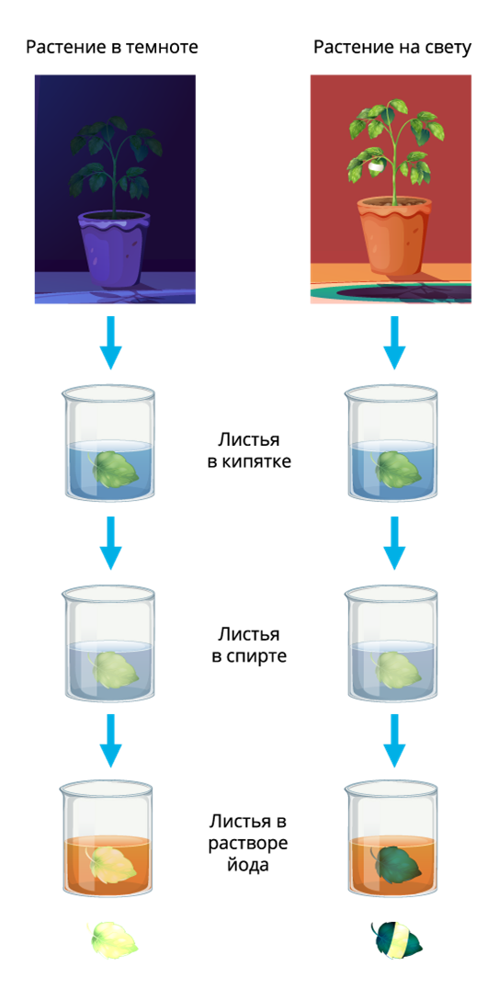 Растение в темноте
Растение на свету
Листья
в кипятке
Листья
в спирте
Листья в
растворе
йода